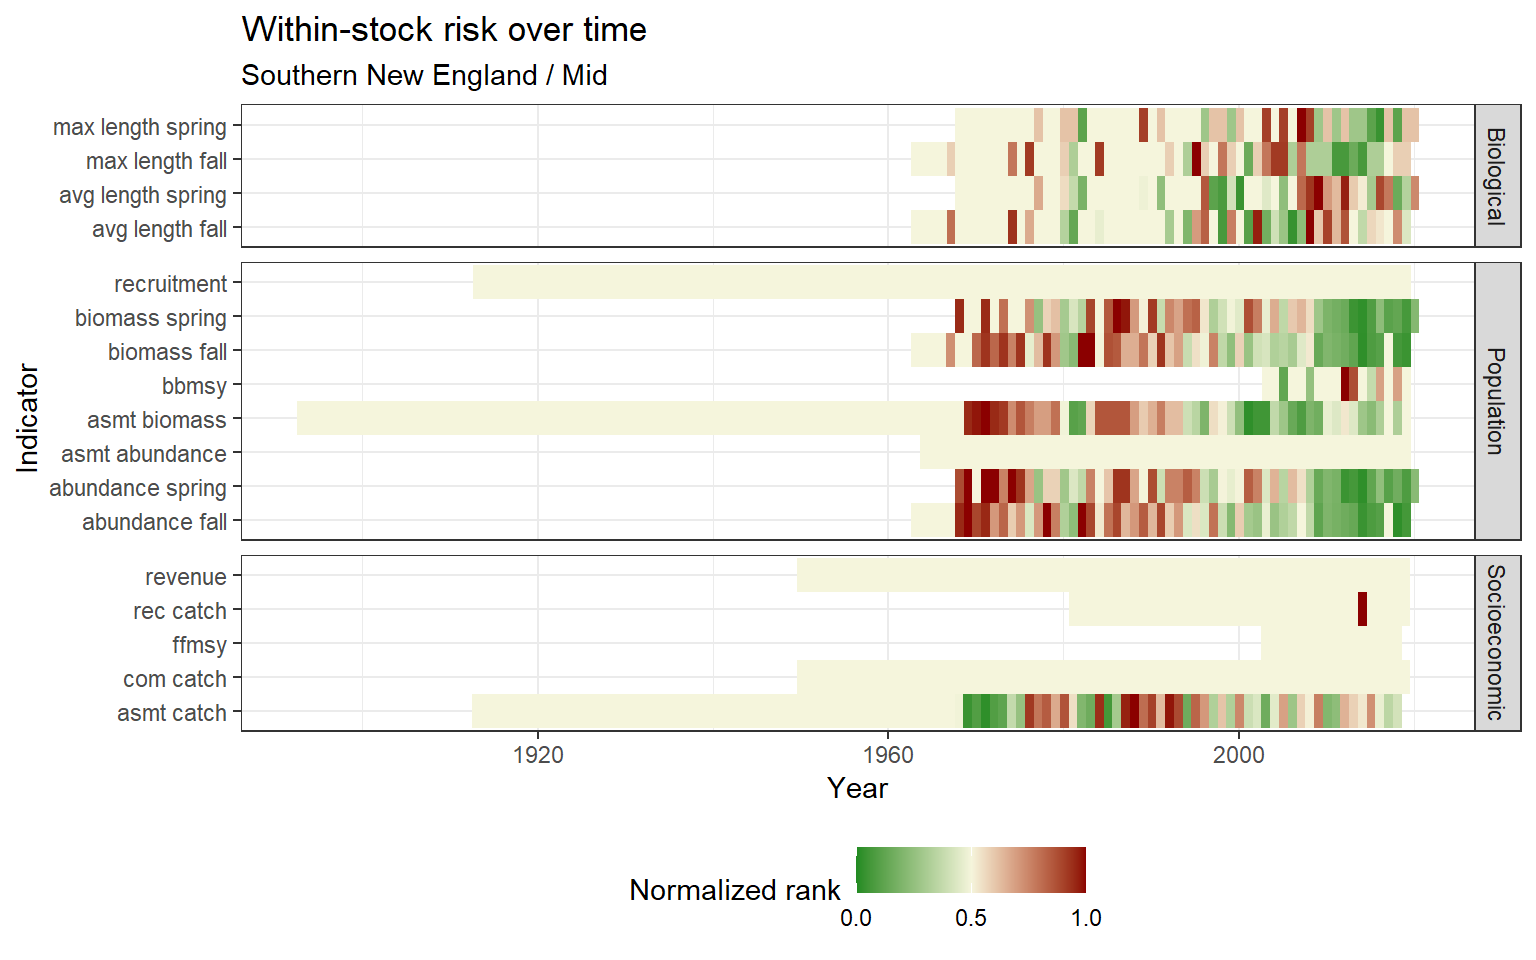 Within-stock risk over time
Southern New England / Mid
max length spring
max length fall
avg length spring
avg length fall
Biological
recruitment
biomass spring
biomass fall
bbmsy
asmt biomass
asmt abundance
abundance spring
abundance fall
Population
revenue
rec catch
ffmsy
com catch
asmt catch
Socioeconomic
Indicator
1920 1960 2000
Year
Normalized rank
0.0 0.5 1.0